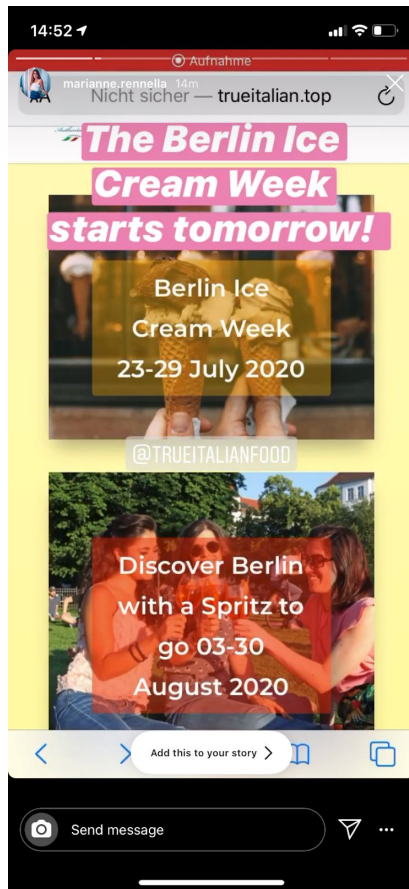 14:52
Aufnahme
marianne.rennella 14m
AA Nicht sicher — trueitalian.top
The Berlin Ice
Cream Week
starts tomorrow!
Berlin Ice
Cream Week
23-29 July 2020
@TRUEITALIANFOOD
Discover Berlin
with a Spritz to
go 03-30
August 2020
Add this to your story
Send message